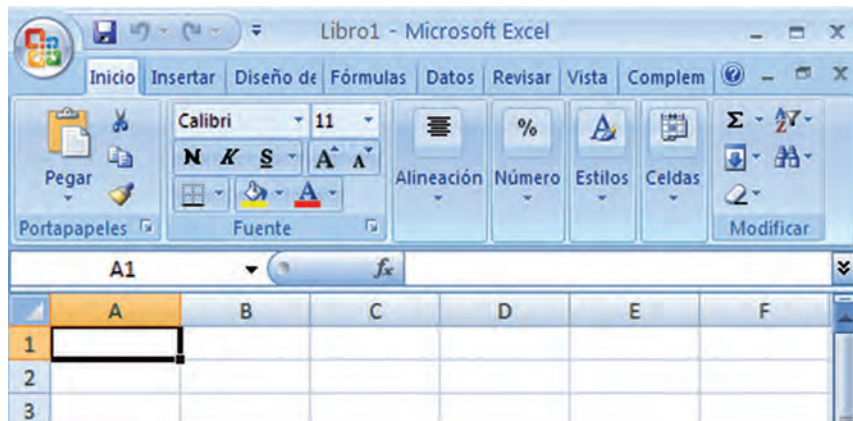 Libro1 - Microsoft Excel
Inicio Insertar Diseño de Fórmulas Datos Revisar Vista Complem
Calibri 11 %
N K S A A
Pegar Alineación Número Estilos Celdas
Portapapeles Fuente Modificar
A1 fx
A B C D E F
1
2
3